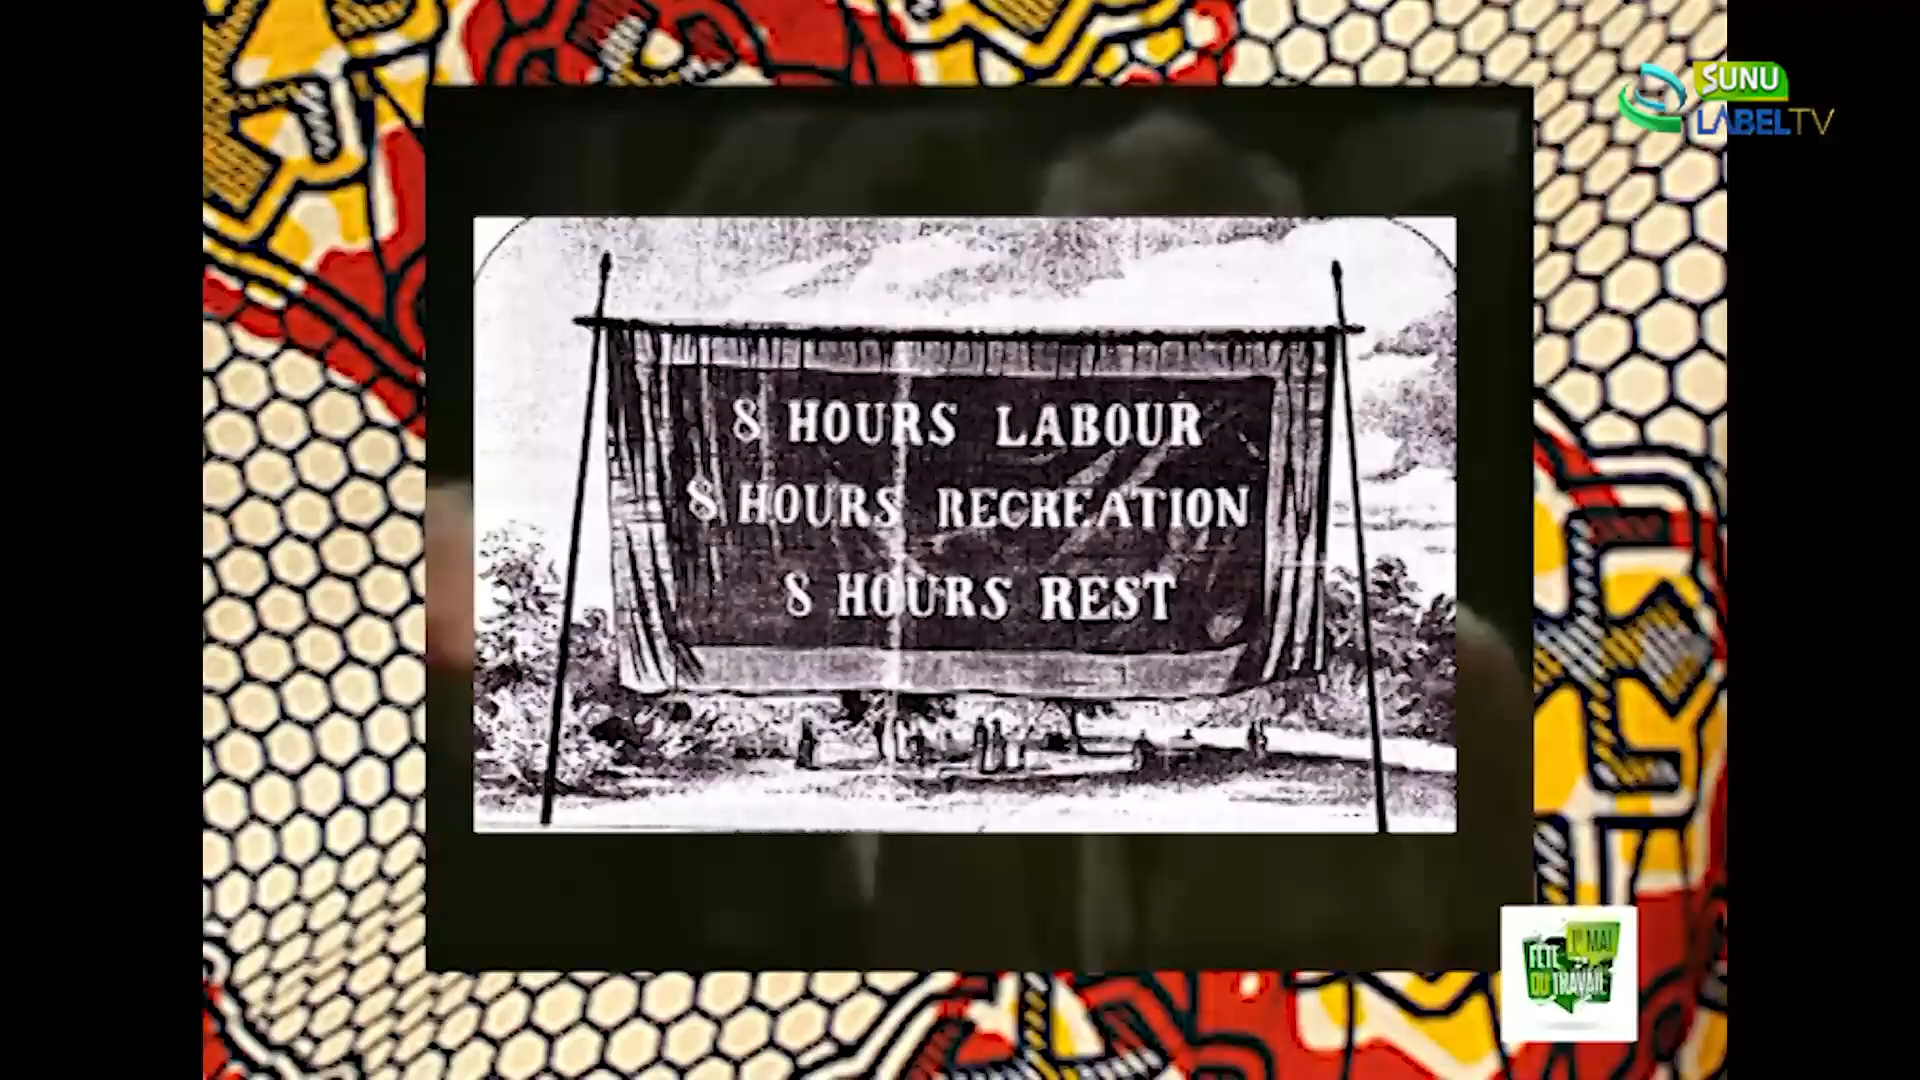 SUNU
LABELTV
8 HOURS LABOUR
8 HOURS RECREATION
8 HOURS REST
1er MAI
FÊTE
DU TRAVAIL